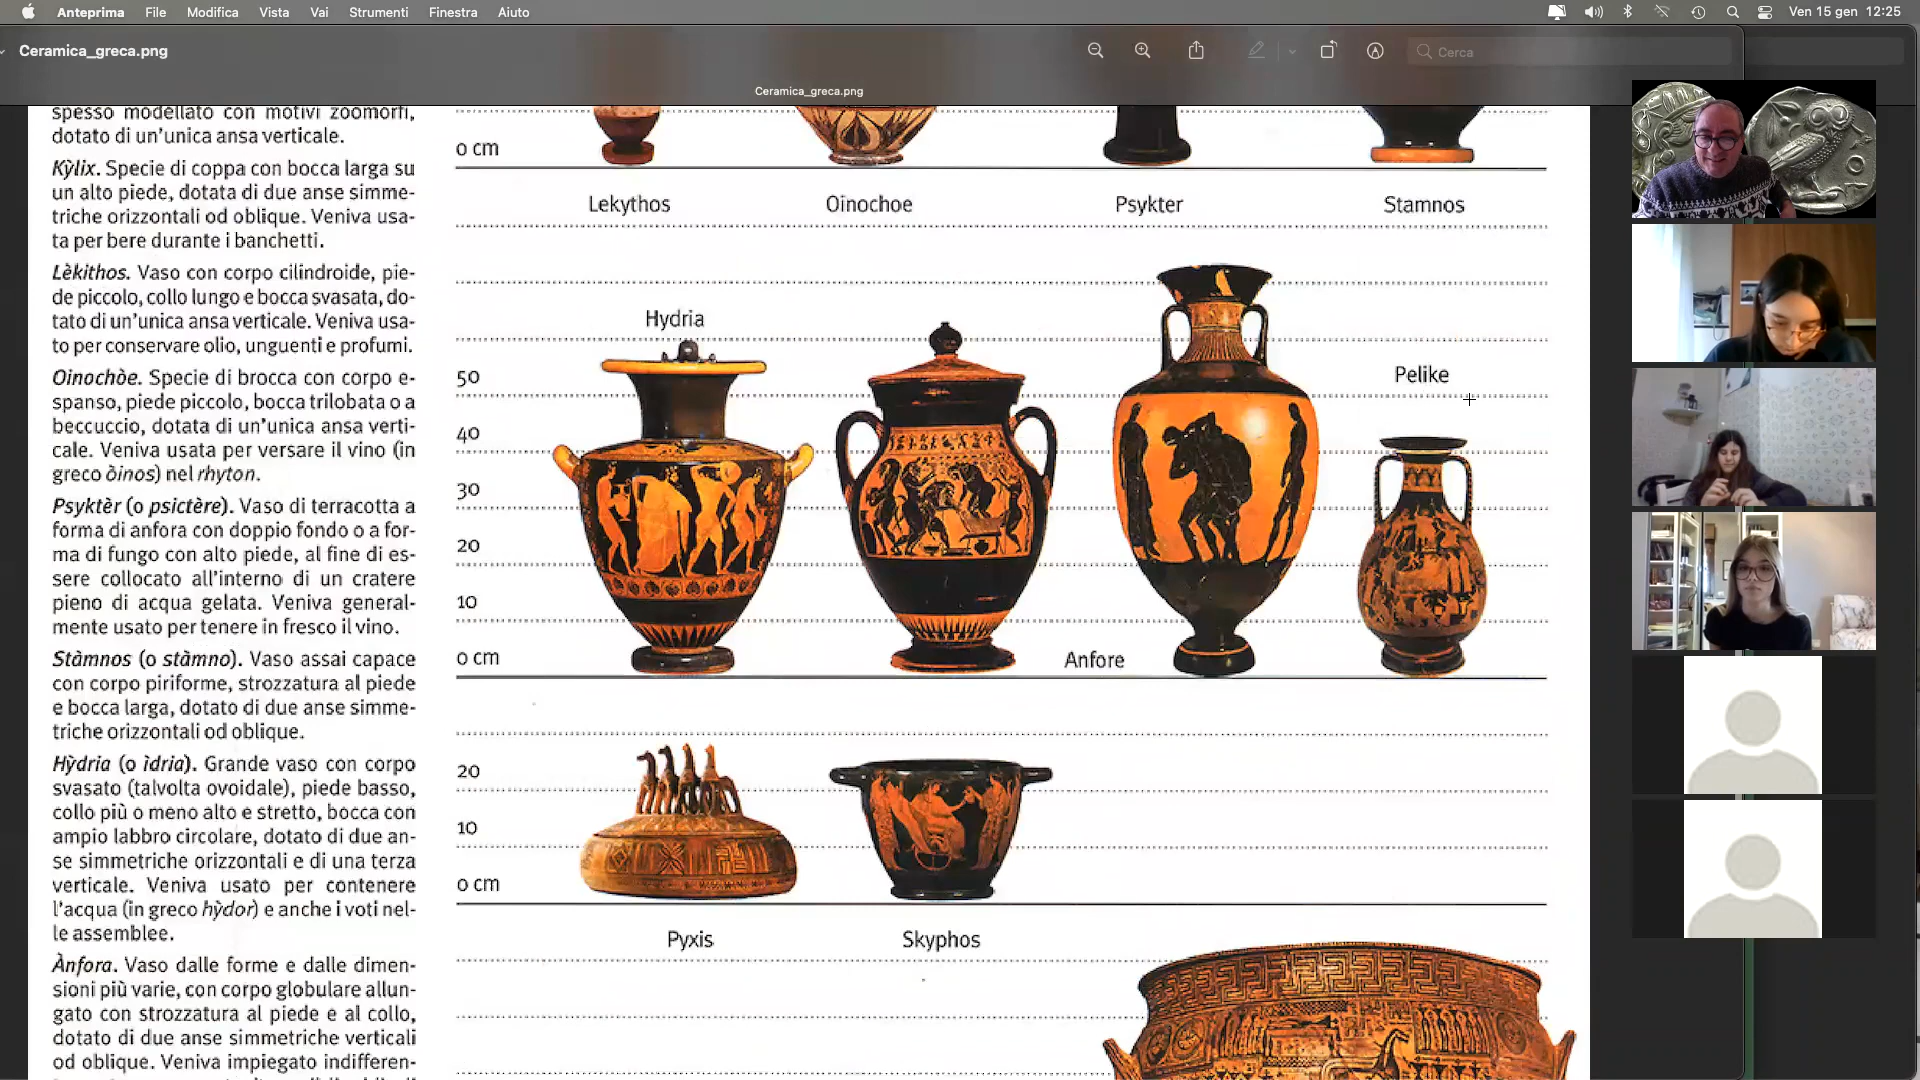 Anteprima File Modifica Vista Vai Strumenti Finestra Aiuto Ven 15 gen 12:25
Ceramica_greca.png
Cerca
Ceramica_greca.png
spesso modellato con motivi zoomorfi,
dotato di un'unica ansa verticale.
Kỳlix. Specie di coppa con bocca larga su
un alto piede, dotata di due anse simme-
triche orizzontali od oblique. Veniva usa-
ta per bere durante i banchetti.
Lèkithos. Vaso con corpo cilindroide, pie-
de piccolo, collo lungo e bocca svasata, do-
tato di un'unica ansa verticale. Veniva usa-
to per conservare olio, unguenti e profumi.
Oinochòe. Specie di brocca con corpo e-
spanso, piede piccolo, bocca trilobata o a
beccuccio, dotata di un'unica ansa verti-
cale. Veniva usata per versare il vino (in
greco òinos) nel rhyton.
Psyktèr (o psictère). Vaso di terracotta a
forma di anfora con doppio fondo o a for-
ma di fungo con alto piede, al fine di es-
sere collocato all'interno di un cratere
pieno di acqua gelata. Veniva general-
mente usato per tenere in fresco il vino.
Stàmnos (o stàmno). Vaso assai capace
con corpo piriforme, strozzatura al piede
e bocca larga, dotato di due anse simme-
triche orizzontali od oblique.
Hỳdria (o ìdria). Grande vaso con corpo
svasato (talvolta ovoidale), piede basso,
collo più o meno alto e stretto, bocca con
ampio labbro circolare, dotato di due an-
se simmetriche orizzontali e di una terza
verticale. Veniva usato per contenere
l'acqua (in greco hỳdor) e anche i voti nel-
le assemblee.
Ànfora. Vaso dalle forme e dalle dimen-
sioni più varie, con corpo globulare allun-
gato con strozzatura al piede e al collo,
dotato di due anse simmetriche verticali
od oblique. Veniva impiegato indifferen-
0 cm
Lekythos Oinochoe Psykter Stamnos
Hydria
Pelike
50
40
30
20
10
0 cm
Anfore
20
10
0 cm
Pyxis Skyphos